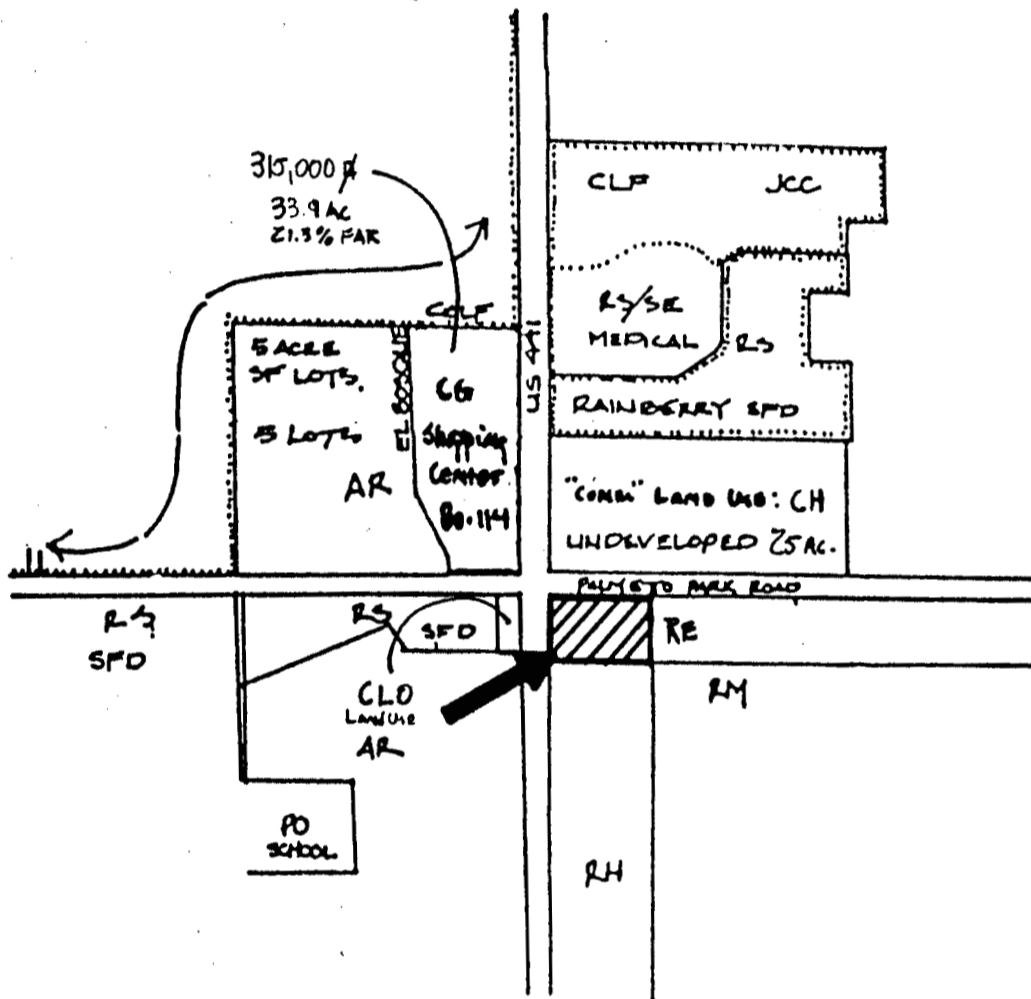 315,000 ⌀
33.9 AC
21.3% FAR
CLF
JCC
RS/SE
MEDICAL
RS
RAINBERRY SFD
US 441
5 ACRE
SF LOTS.
5 LOTS
AR
EL BOSQUE
CG
Shopping
Center
80-114
"COMM" LAND USE: CH
UNDEVELOPED 25 AC.
PALMETTO PARK ROAD
RS
SFD
RS
SFD
CLO
LAND USE
AR
RE
RM
PO
SCHOOL
RH